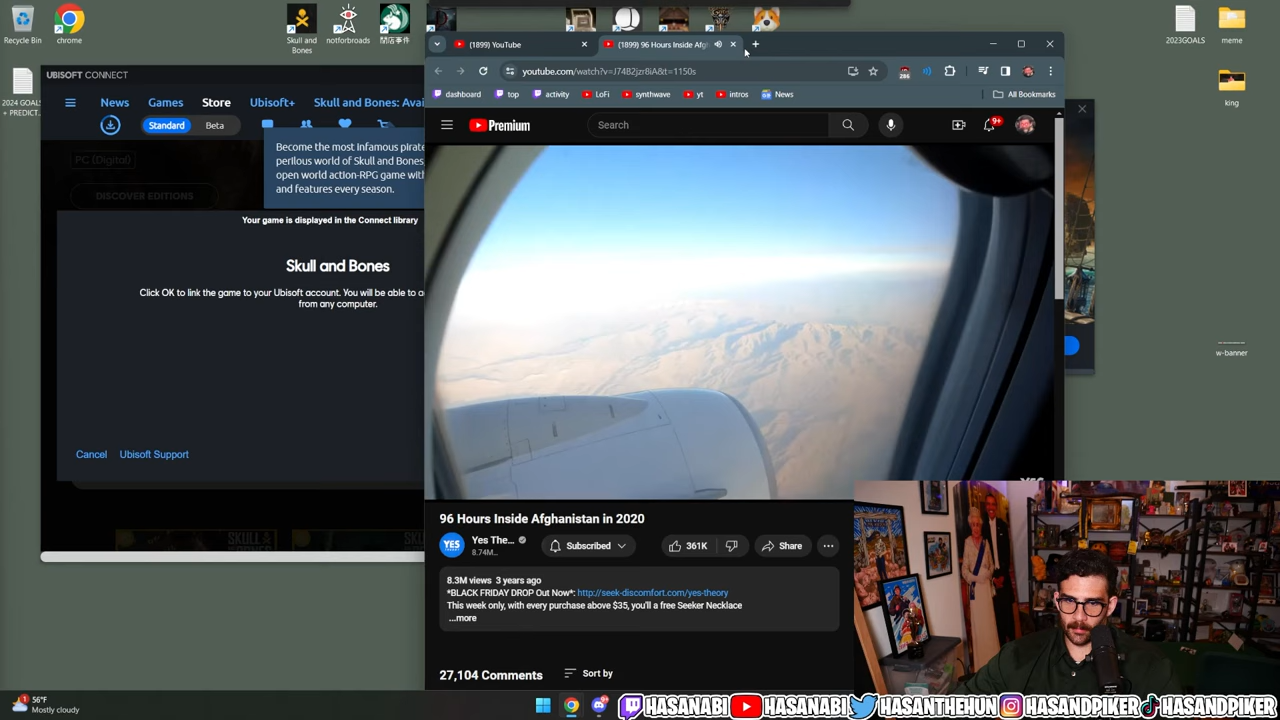 Recycle Bin
chrome
Skull and
Bones
notforbroads
閉店事件
2023GOALS
meme
king
w-banner
2024 GOALS
+ PREDICT...
UBISOFT CONNECT
News
Games
Store
Ubisoft+
Skull and Bones: Avai
Standard
Beta
PC (Digital)
DISCOVER EDITIONS
Become the most Infamous pirate
perilous world of Skull and Bones,
open world action-RPG game with
and features every season.
Your game is displayed in the Connect library
Skull and Bones
Click OK to link the game to your Ubisoft account. You will be able to a
from any computer.
Cancel
Ubisoft Support
(1899) YouTube
(1899) 96 Hours Inside Afgh
youtube.com/watch?v=J74B2jzr8iA&t=1150s
286
dashboard
top
activity
LoFi
synthwave
yt
intros
News
All Bookmarks
Premium
Search
9+
96 Hours Inside Afghanistan in 2020
YES
Yes The...
8.74M...
Subscribed
361K
Share
8.3M views 3 years ago
*BLACK FRIDAY DROP Out Now*: http://seek-discomfort.com/yes-theory
This week only, with every purchase above $35, you'll a free Seeker Necklace
...more
27,104 Comments
Sort by
1
56°F
Mostly cloudy
HASANABI
HASANABI
HASANTHEHUN
HASANDPIKER
HASANDPIKER